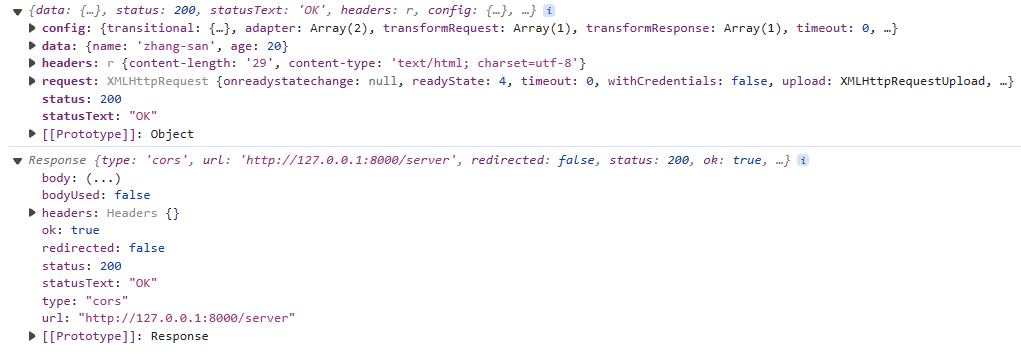 {data: {…}, status: 200, statusText: 'OK', headers: r, config: {…}, …} i
config: {transitional: {…}, adapter: Array(2), transformRequest: Array(1), transformResponse: Array(1), timeout: 0, …}
data: {name: 'zhang-san', age: 20}
headers: r {content-length: '29', content-type: 'text/html; charset=utf-8'}
request: XMLHttpRequest {onreadystatechange: null, readyState: 4, timeout: 0, withCredentials: false, upload: XMLHttpRequestUpload, …}
status: 200
statusText: "OK"
[[Prototype]]: Object
Response {type: 'cors', url: 'http://127.0.0.1:8000/server', redirected: false, status: 200, ok: true, …} i
body: (...)
bodyUsed: false
headers: Headers {}
ok: true
redirected: false
status: 200
statusText: "OK"
type: "cors"
url: "http://127.0.0.1:8000/server"
[[Prototype]]: Response